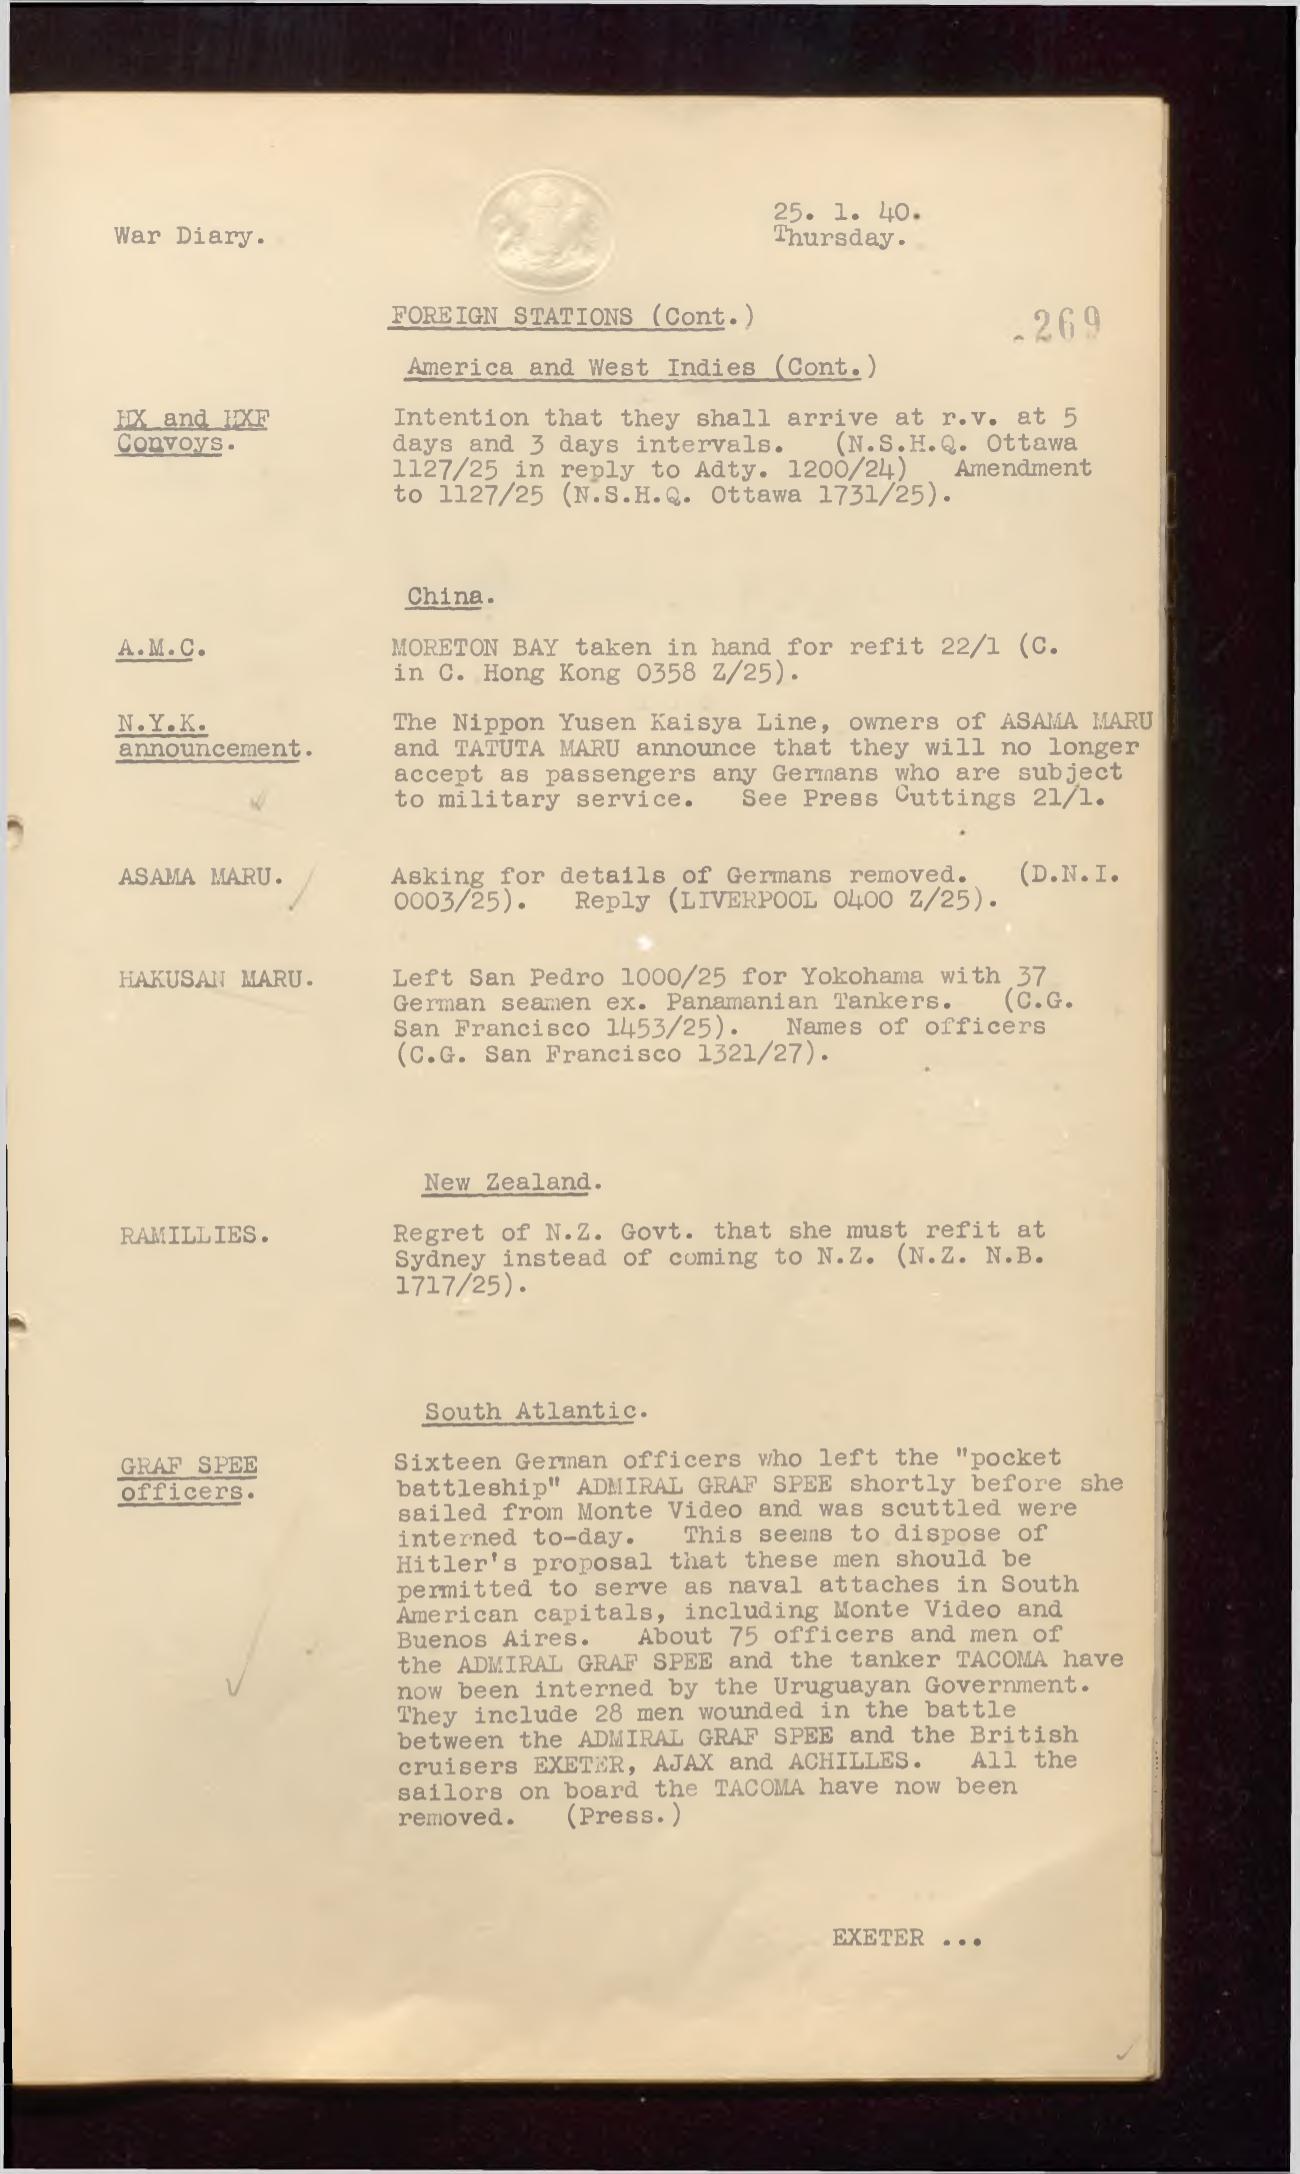 War Diary.
25. 1. 40.
Thursday.
FOREIGN STATIONS (Cont.)
269
America and West Indies (Cont.)
HX and HXF
Convoys.
Intention that they shall arrive at r.v. at 5
days and 3 days intervals. (N.S.H.Q. Ottawa
1127/25 in reply to Adty. 1200/24) Amendment
to 1127/25 (N.S.H.Q. Ottawa 1731/25).
China.
A.M.C.
MORETON BAY taken in hand for refit 22/1 (C.
in C. Hong Kong 0358 Z/25).
N.Y.K.
announcement.
The Nippon Yusen Kaisya Line, owners of ASAMA MARU
and TATUTA MARU announce that they will no longer
accept as passengers any Germans who are subject
to military service. See Press Cuttings 21/1.
ASAMA MARU.
Asking for details of Germans removed. (D.N.I.
0003/25). Reply (LIVERPOOL 0400 Z/25).
HAKUSAN MARU.
Left San Pedro 1000/25 for Yokohama with 37
German seamen ex. Panamanian Tankers. (C.G.
San Francisco 1453/25). Names of officers
(C.G. San Francisco 1321/27).
New Zealand.
RAMILLIES.
Regret of N.Z. Govt. that she must refit at
Sydney instead of coming to N.Z. (N.Z. N.B.
1717/25).
South Atlantic.
GRAF SPEE
officers.
Sixteen German officers who left the "pocket
battleship" ADMIRAL GRAF SPEE shortly before she
sailed from Monte Video and was scuttled were
interned to-day. This seems to dispose of
Hitler's proposal that these men should be
permitted to serve as naval attaches in South
American capitals, including Monte Video and
Buenos Aires. About 75 officers and men of
the ADMIRAL GRAF SPEE and the tanker TACOMA have
now been interned by the Uruguayan Government.
They include 28 men wounded in the battle
between the ADMIRAL GRAF SPEE and the British
cruisers EXETER, AJAX and ACHILLES. All the
sailors on board the TACOMA have now been
removed. (Press.)
EXETER ...